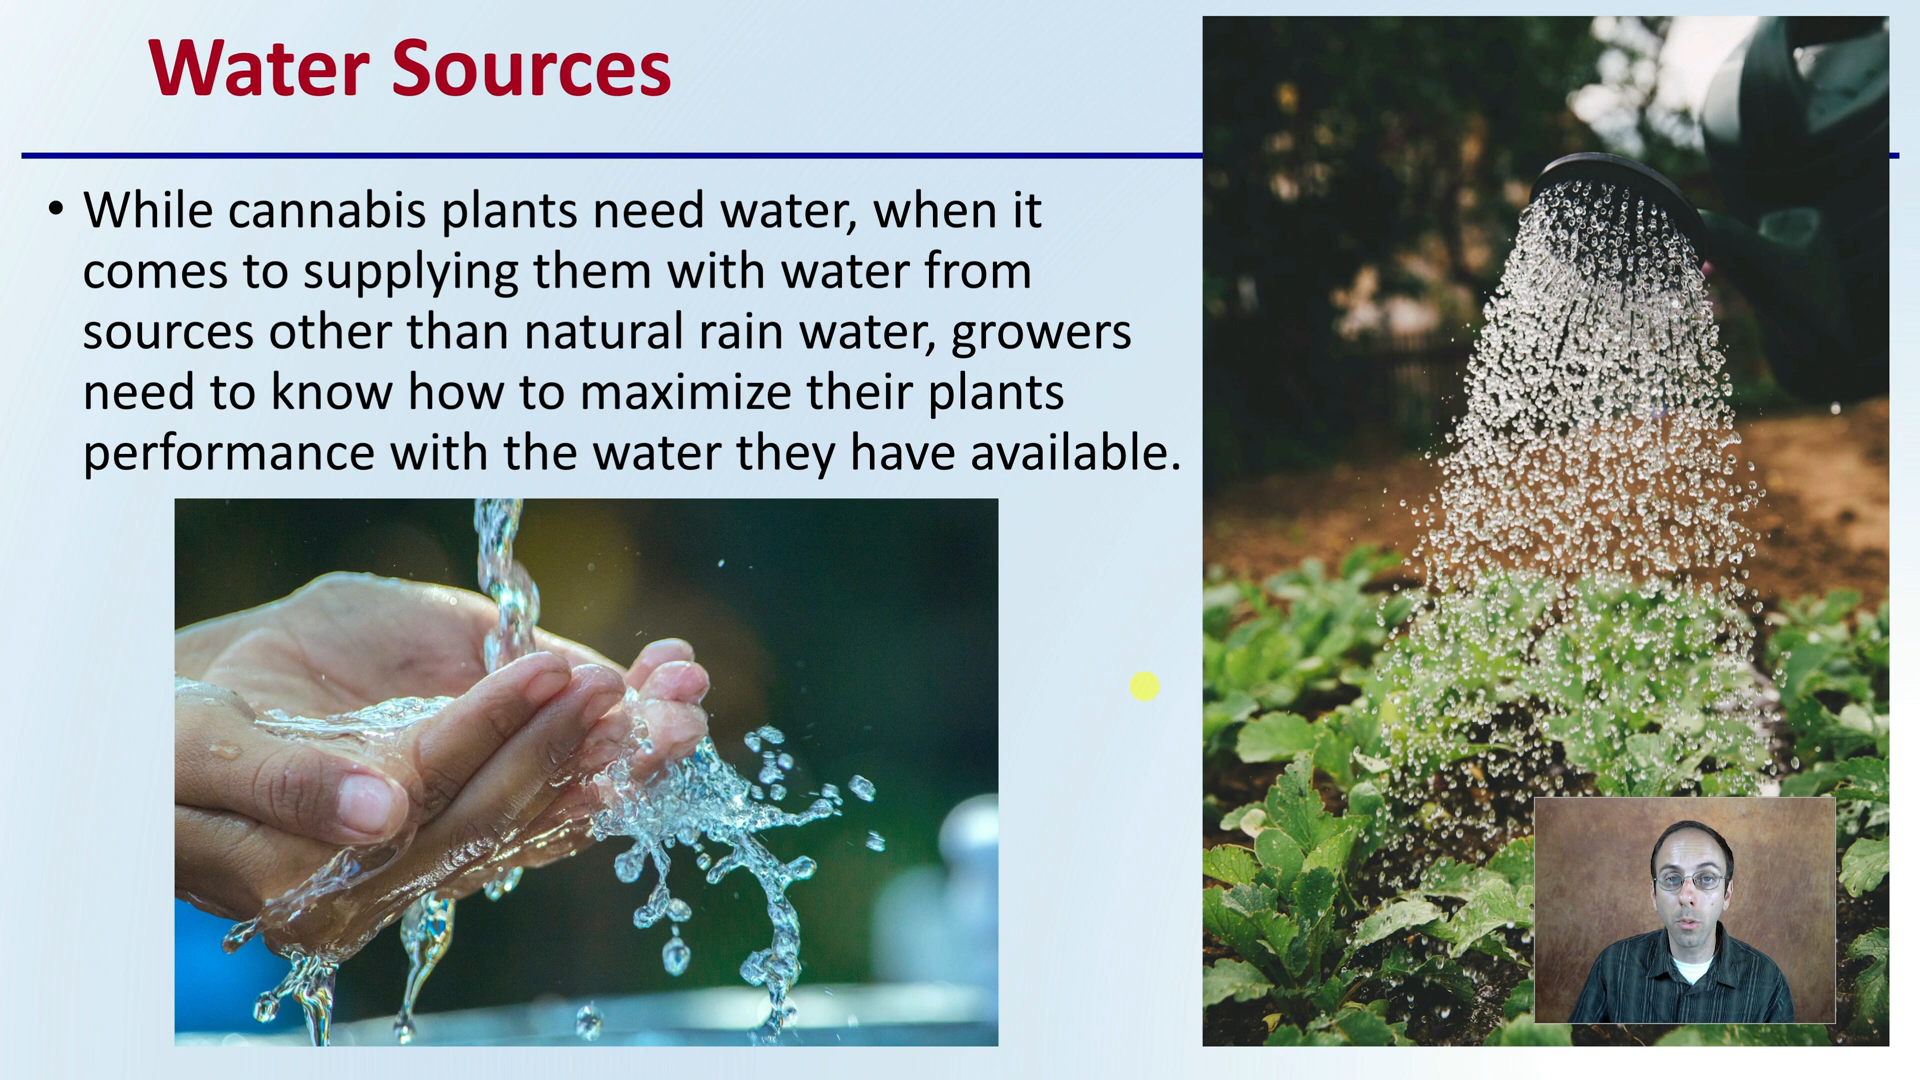 Water Sources
• While cannabis plants need water, when it
comes to supplying them with water from
sources other than natural rain water, growers
need to know how to maximize their plants
performance with the water they have available.